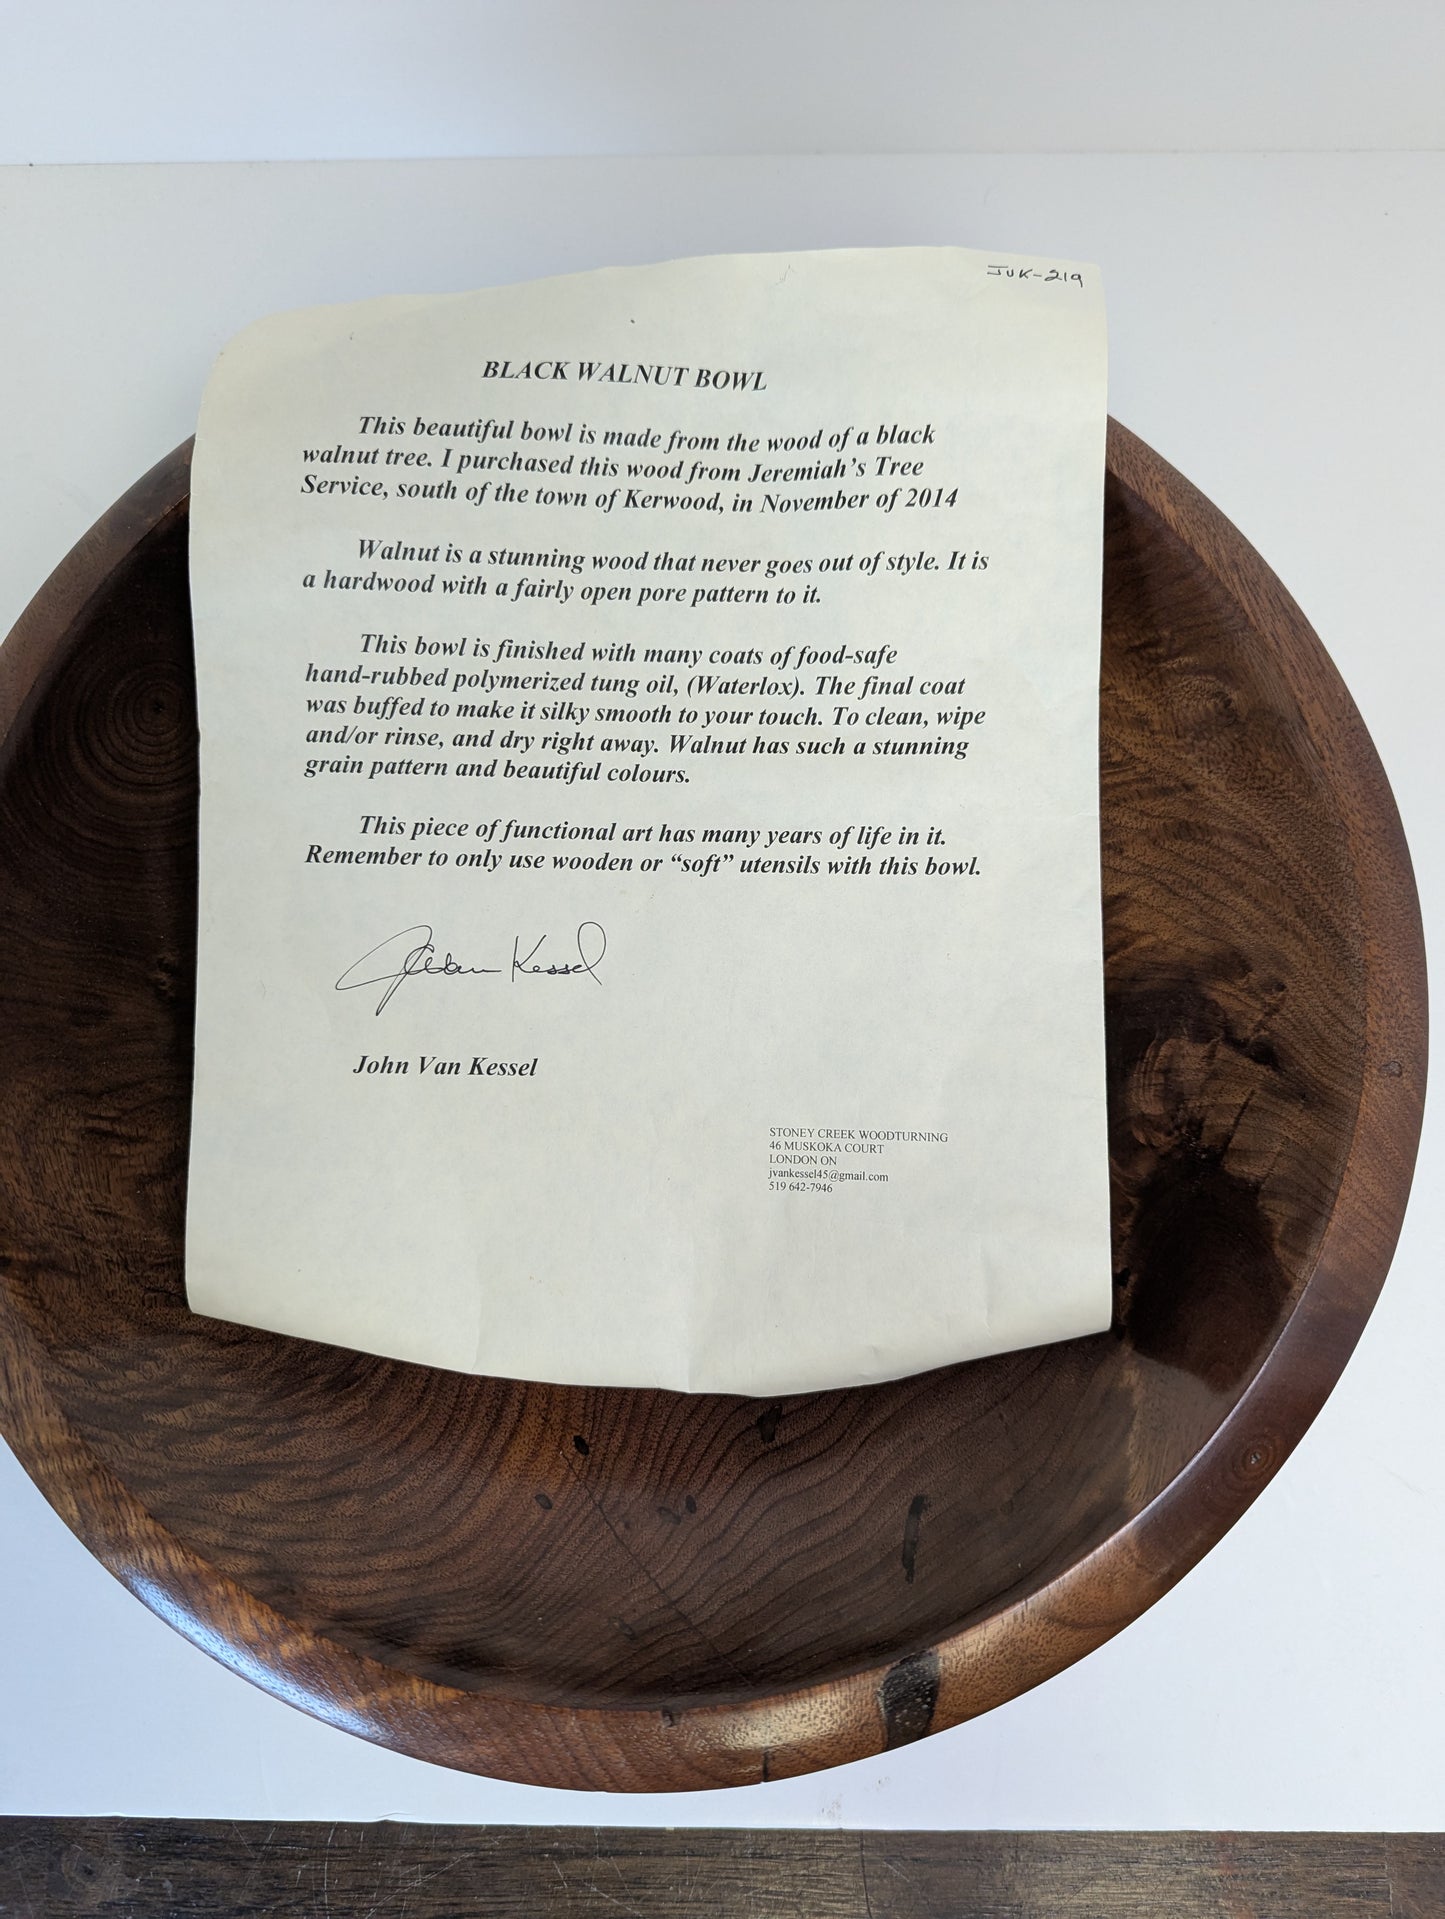 JVK-219
BLACK WALNUT BOWL
This beautiful bowl is made from the wood of a black
walnut tree. I purchased this wood from Jeremiah's Tree
Service, south of the town of Kerwood, in November of 2014
Walnut is a stunning wood that never goes out of style. It is
a hardwood with a fairly open pore pattern to it.
This bowl is finished with many coats of food-safe
hand-rubbed polymerized tung oil, (Waterlox). The final coat
was buffed to make it silky smooth to your touch. To clean, wipe
and/or rinse, and dry right away. Walnut has such a stunning
grain pattern and beautiful colours.
This piece of functional art has many years of life in it.
Remember to only use wooden or “soft” utensils with this bowl.
John Van Kessel
John Van Kessel
STONEY CREEK WOODTURNING
46 MUSKOKA COURT
LONDON ON
jvankessel45@gmail.com
519 642-7946